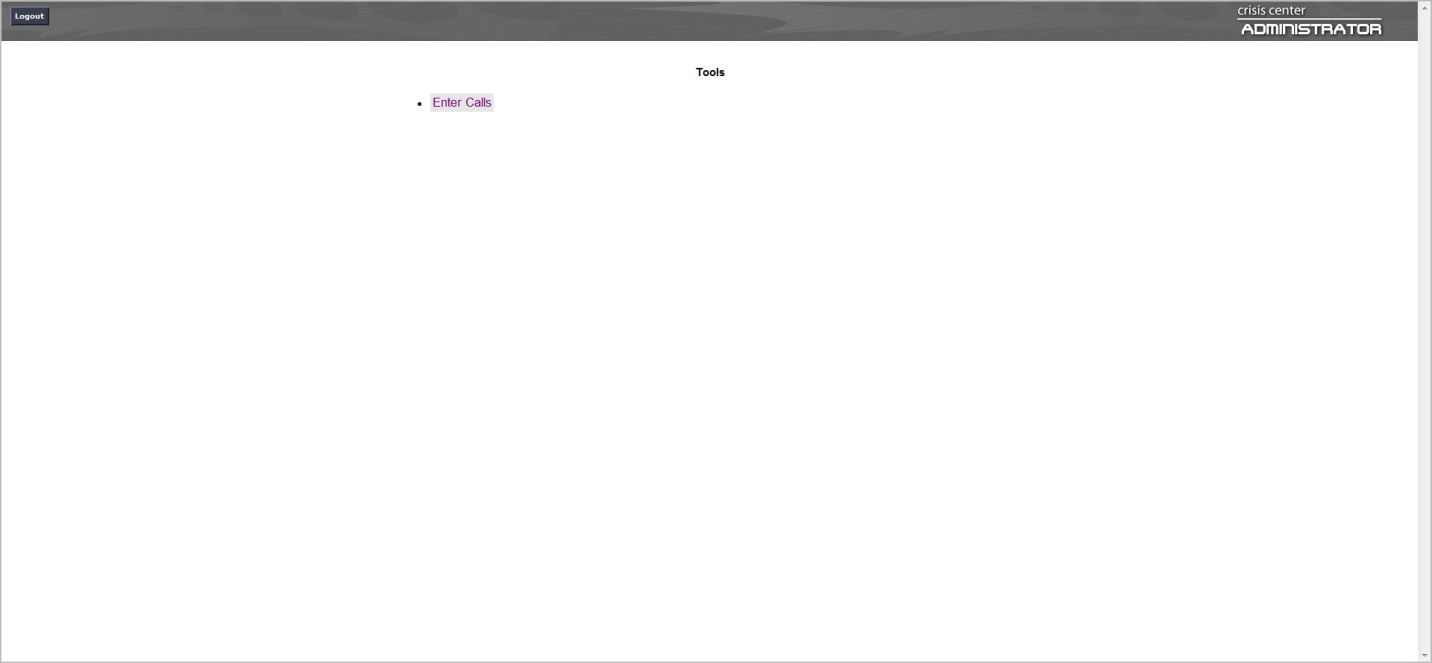 Logout
crisis center
ADMINISTRATOR
Tools
Enter Calls